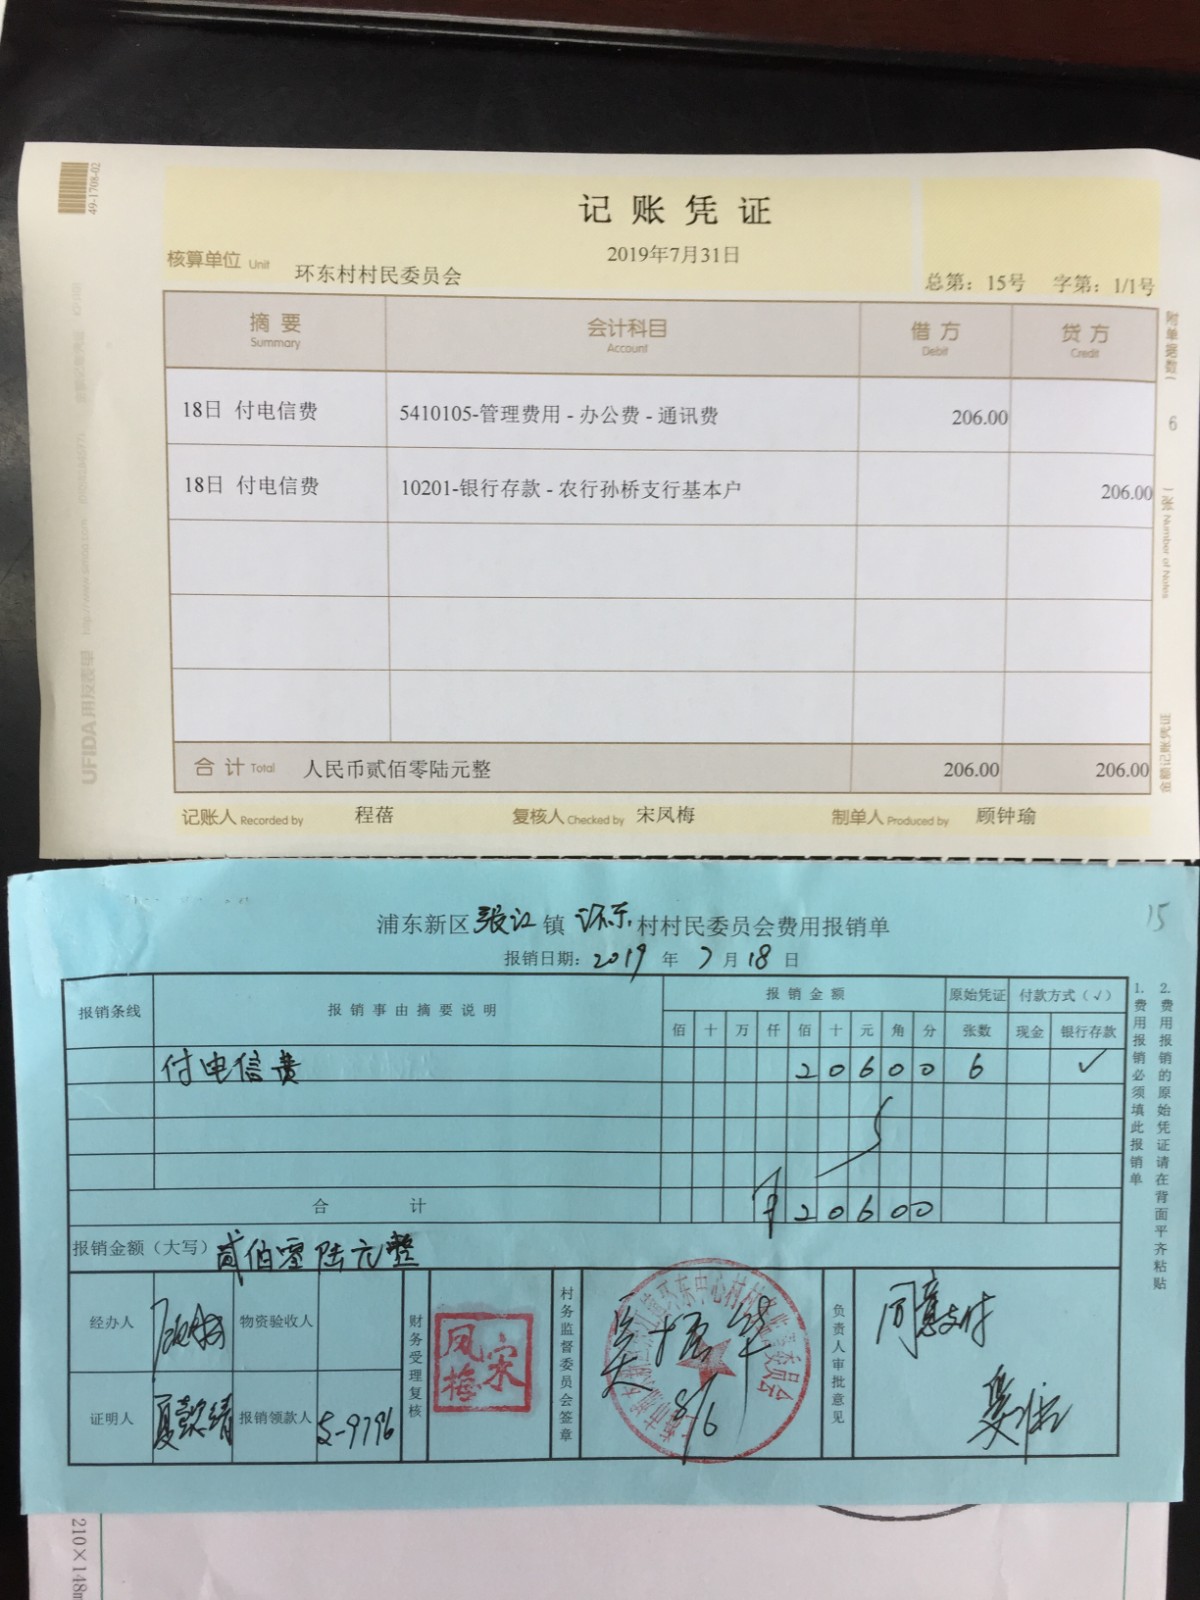 49-1708-02
记账凭证
2019年7月31日
核算单位 Unit 环东村村民委员会
总第：15号 字第：1/1号
摘要 会计科目 借方 贷方
Summary Account Debit Credit
18日 付电信费 5410105-管理费用 - 办公费 - 通讯费 206.00
18日 付电信费 10201-银行存款 - 农行孙桥支行基本户 206.00
合计 Total 人民币贰佰零陆元整 206.00 206.00
记账人 Recorded by 程蓓 复核人 Checked by 宋凤梅 制单人 Produced by 顾钟瑜
附单据数 6 张
金额记账凭证
UFIDA 用友表单
15
浦东新区张江镇环东村村民委员会费用报销单
报销日期：2019年7月18日
报销条线 报销事由摘要说明 报销金额 原始凭证 付款方式（√）
佰 十 万 仟 佰 十 元 角 分 张数 现金 银行存款
付电信费 2 0 6 0 0 6 √
合计 ¥ 2 0 6 0 0
报销金额（大写）贰佰零陆元整
经办人 物资验收人
证明人 报销领款人 支-9796
财务受理复核
宋凤梅
村务监督委员会签章
8/6
负责人审批意见
同意支付
1.费用报销必须填此报销单
2.费用报销的原始凭证请在背面平齐粘贴
210×148m